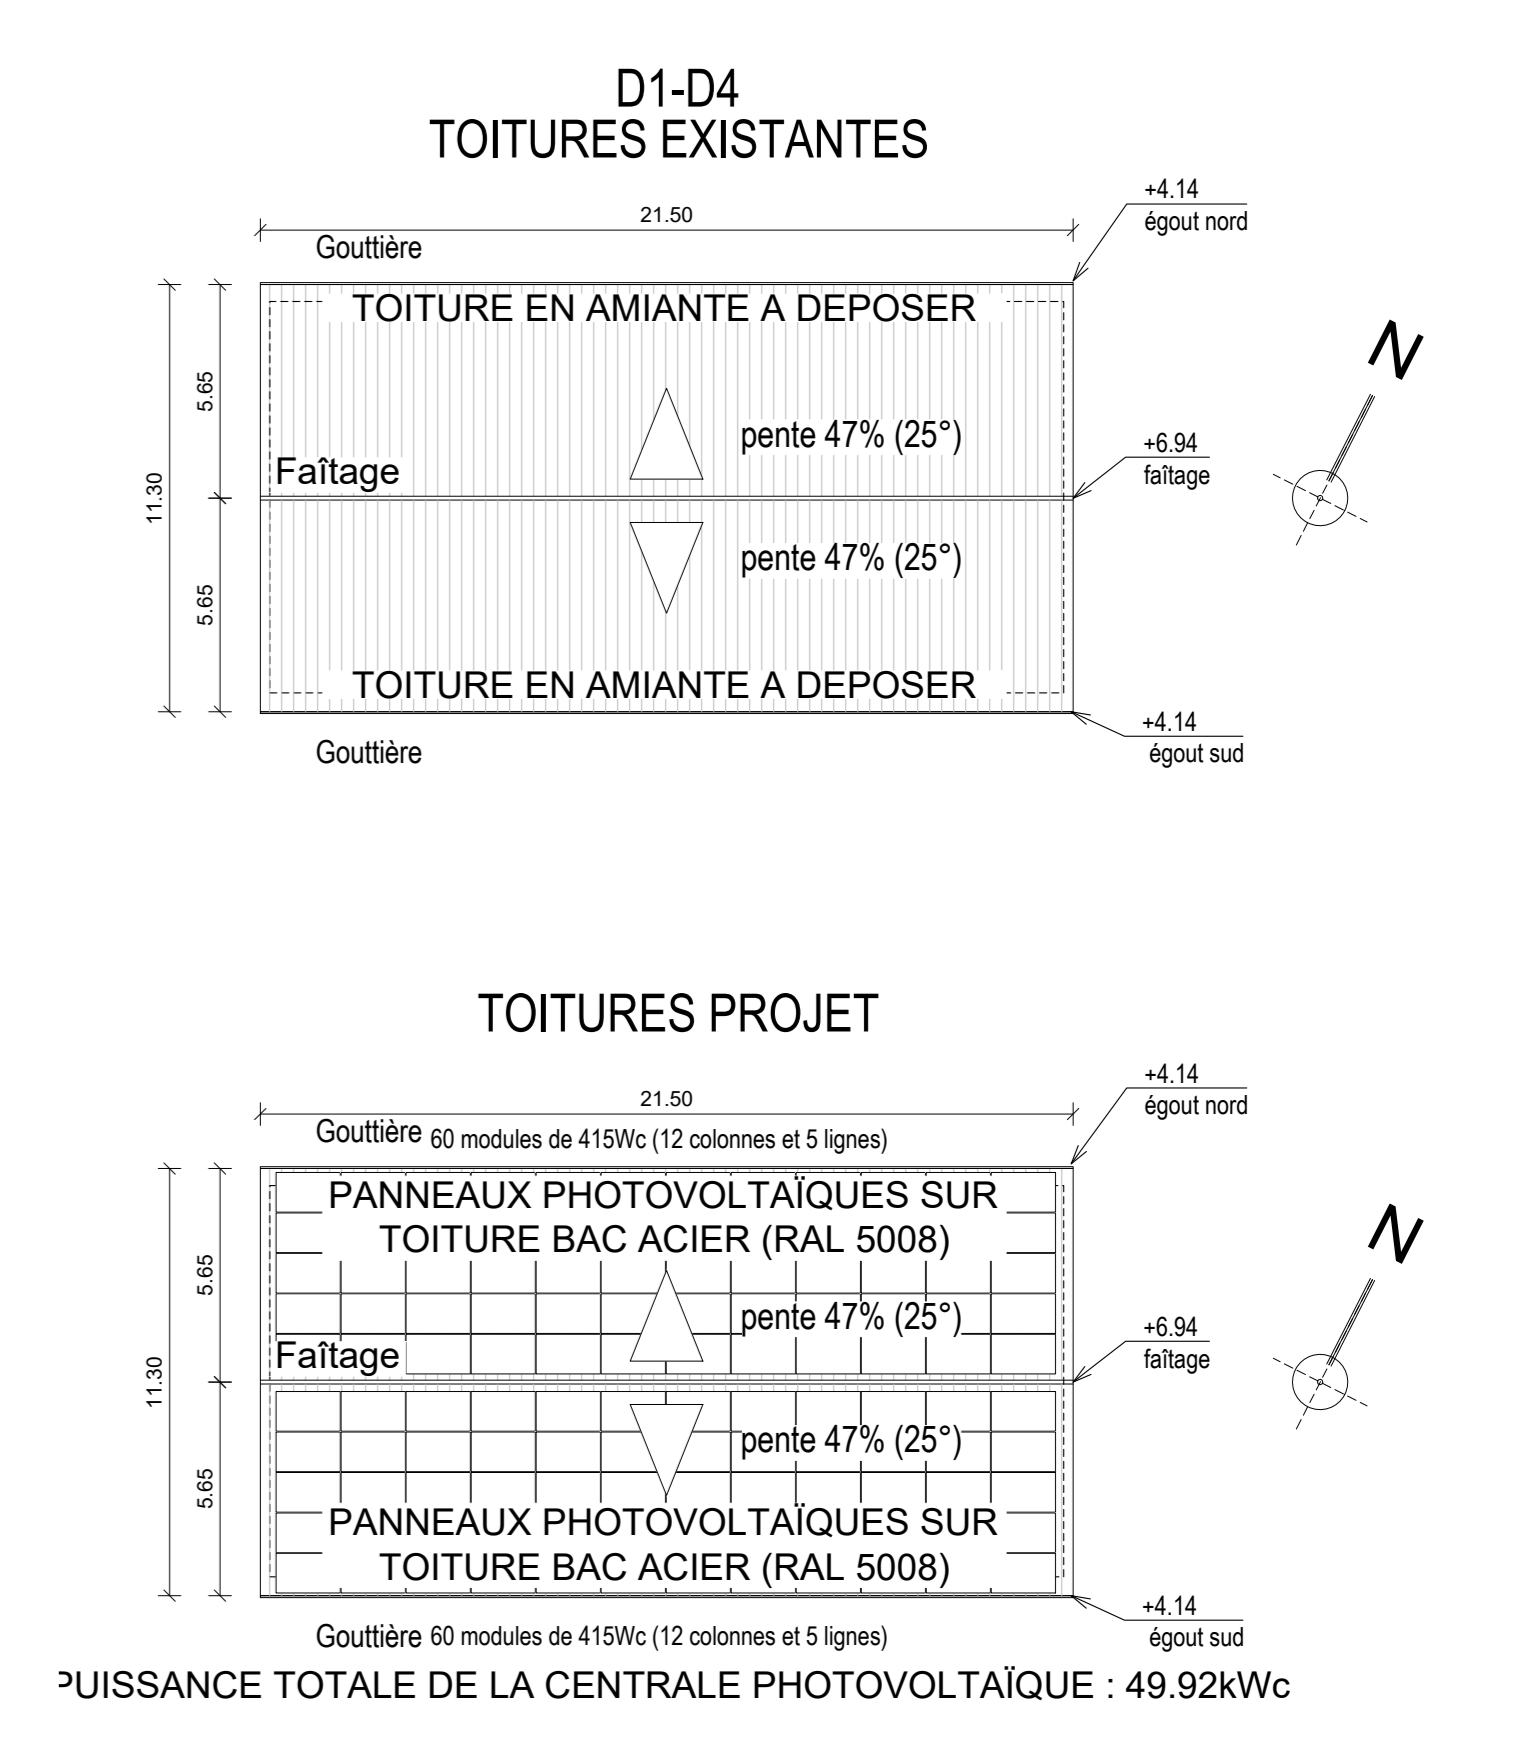 D1-D4
TOITURES EXISTANTES
+4.14
égout nord
21.50
Gouttière
TOITURE EN AMIANTE A DEPOSER
N
5.65
pente 47% (25°)
+6.94
faîtage
Faîtage
11.30
pente 47% (25°)
5.65
TOITURE EN AMIANTE A DEPOSER
+4.14
égout sud
Gouttière
TOITURES PROJET
+4.14
égout nord
21.50
Gouttière 60 modules de 415Wc (12 colonnes et 5 lignes)
PANNEAUX PHOTOVOLTAÏQUES SUR
TOITURE BAC ACIER (RAL 5008)
N
5.65
pente 47% (25°)
+6.94
faîtage
Faîtage
11.30
pente 47% (25°)
5.65
PANNEAUX PHOTOVOLTAÏQUES SUR
TOITURE BAC ACIER (RAL 5008)
+4.14
égout sud
Gouttière 60 modules de 415Wc (12 colonnes et 5 lignes)
PUISSANCE TOTALE DE LA CENTRALE PHOTOVOLTAÏQUE : 49.92kWc